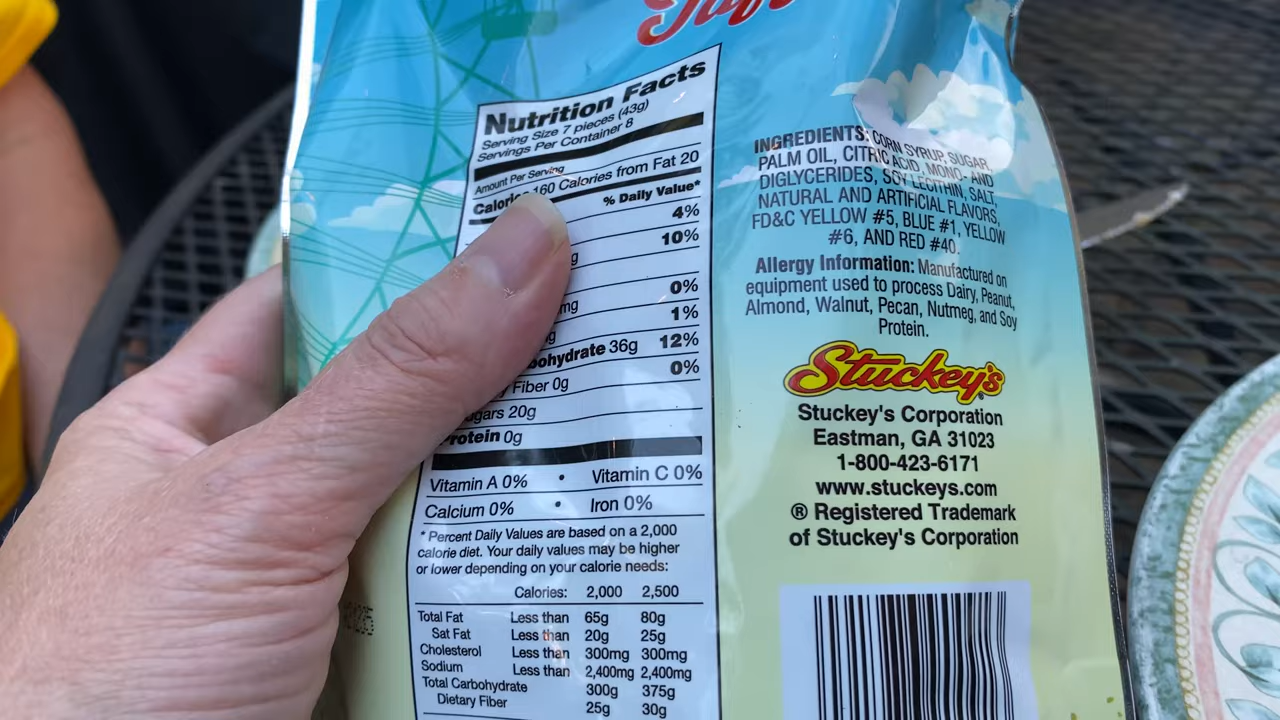 Nutrition Facts
Serving Size 7 pieces (43g)
Servings Per Container 8
Amount Per Serving
160 Calories from Fat 20
% Daily Value*
4%
10%
0%
1%
36g 12%
Fiber 0g 0%
20g
0g
Vitamin A 0% • Vitamin C 0%
Calcium 0% • Iron 0%
* Percent Daily Values are based on a 2,000
calorie diet. Your daily values may be higher
or lower depending on your calorie needs:
Calories: 2,000 2,500
Total Fat Less than 65g 80g
Sat Fat Less than 20g 25g
Cholesterol Less than 300mg 300mg
Sodium Less than 2,400mg 2,400mg
Total Carbohydrate 300g 375g
Dietary Fiber 25g 30g
INGREDIENTS: CORN SYRUP, SUGAR,
PALM OIL, CITRIC ACID, MONO- AND
DIGLYCERIDES, SOY LECITHIN, SALT,
NATURAL AND ARTIFICIAL FLAVORS,
FD&C YELLOW #5, BLUE #1, YELLOW
#6, AND RED #40.
Allergy Information: Manufactured on
equipment used to process Dairy, Peanut,
Almond, Walnut, Pecan, Nutmeg, and Soy
Protein.
Stuckey's
Stuckey's Corporation
Eastman, GA 31023
1-800-423-6171
www.stuckeys.com
® Registered Trademark
of Stuckey's Corporation